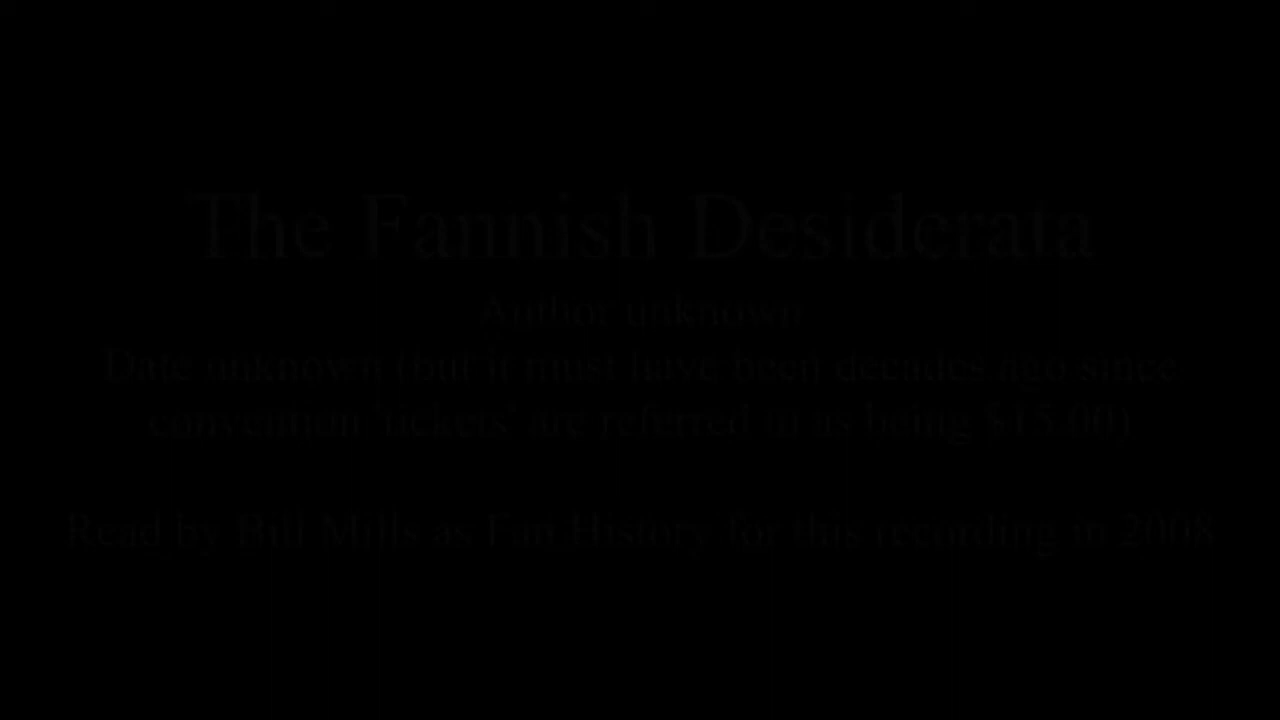 The Fannish Desiderata
Author unknown
Date unknown (but it must have been decades ago since
convention 'tickets' are referred to as being $15.00)
Read by Bill Mills as Fan History for this recording in 2008